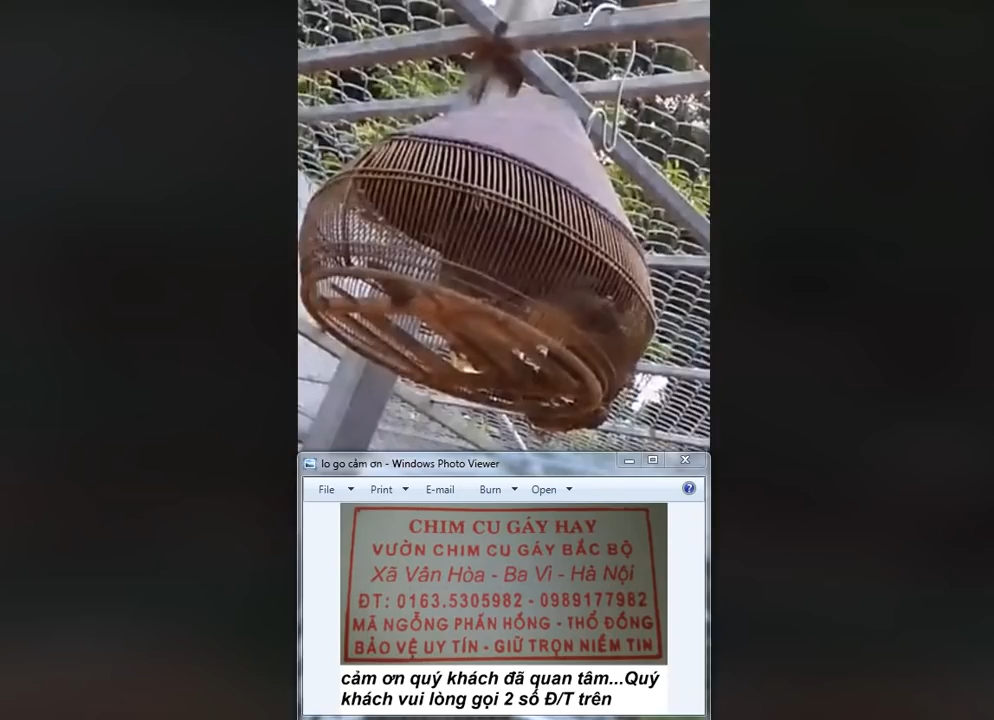 lo go cảm ơn - Windows Photo Viewer
File Print E-mail Burn Open
CHIM CU GÁY HAY
VƯỜN CHIM CU GÁY BẮC BỘ
Xã Vân Hòa - Ba Vì - Hà Nội
ĐT: 0163.5305982 - 0989177982
MÃ NGỖNG PHẤN HỒNG - THỔ ĐỒNG
BẢO VỆ UY TÍN - GIỮ TRỌN NIỀM TIN
cảm ơn quý khách đã quan tâm...Quý
khách vui lòng gọi 2 số Đ/T trên